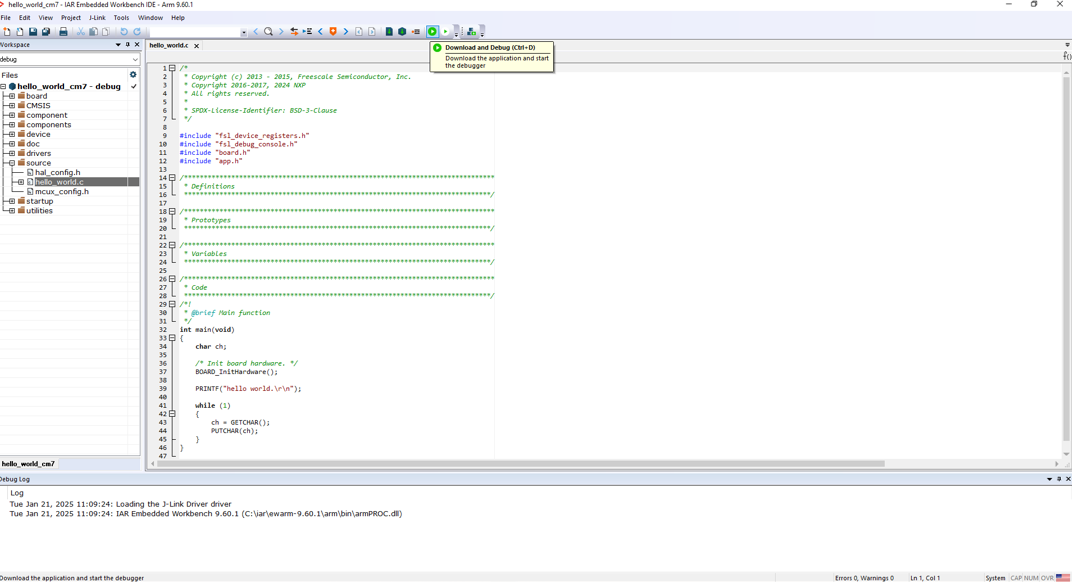 hello_world_cm7 - IAR Embedded Workbench IDE - Arm 9.60.1
File Edit View Project J-Link Tools Window Help
Workspace
debug
Files
hello_world_cm7 - debug
board
CMSIS
component
components
device
doc
drivers
source
hal_config.h
hello_world.c
mcux_config.h
startup
utilities
hello_world_cm7
hello_world.c
Download and Debug (Ctrl+D)
Download the application and start
the debugger
f()
1 /*
2 * Copyright (c) 2013 - 2015, Freescale Semiconductor, Inc.
3 * Copyright 2016-2017, 2024 NXP
4 * All rights reserved.
5 *
6 * SPDX-License-Identifier: BSD-3-Clause
7 */
8
9 #include "fsl_device_registers.h"
10 #include "fsl_debug_console.h"
11 #include "board.h"
12 #include "app.h"
13
14 /*******************************************************************************
15 * Definitions
16 ******************************************************************************/
17
18 /*******************************************************************************
19 * Prototypes
20 ******************************************************************************/
21
22 /*******************************************************************************
23 * Variables
24 ******************************************************************************/
25
26 /*******************************************************************************
27 * Code
28 ******************************************************************************/
29 /*!
30 * @brief Main function
31 */
32 int main(void)
33 {
34 char ch;
35
36 /* Init board hardware. */
37 BOARD_InitHardware();
38
39 PRINTF("hello world.\r\n");
40
41 while (1)
42 {
43 ch = GETCHAR();
44 PUTCHAR(ch);
45 }
46 }
47
Debug Log
Log
Tue Jan 21, 2025 11:09:24: Loading the J-Link Driver driver
Tue Jan 21, 2025 11:09:24: IAR Embedded Workbench 9.60.1 (C:\iar\ewarm-9.60.1\arm\bin\armPROC.dll)
Download the application and start the debugger
Errors 0, Warnings 0
Ln 1, Col 1
System
CAP NUM OVR